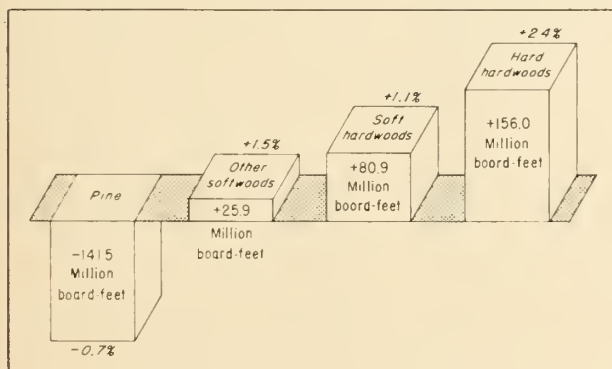 +2.4%
Hard
hardwoods
+156.0
Million
board-feet
+1.1%
Soft
hardwoods
+80.9
Million
board-feet
+1.5%
Other
softwoods
+25.9
Million
board-feet
Pine
-141.5
Million
board-feet
-0.7%